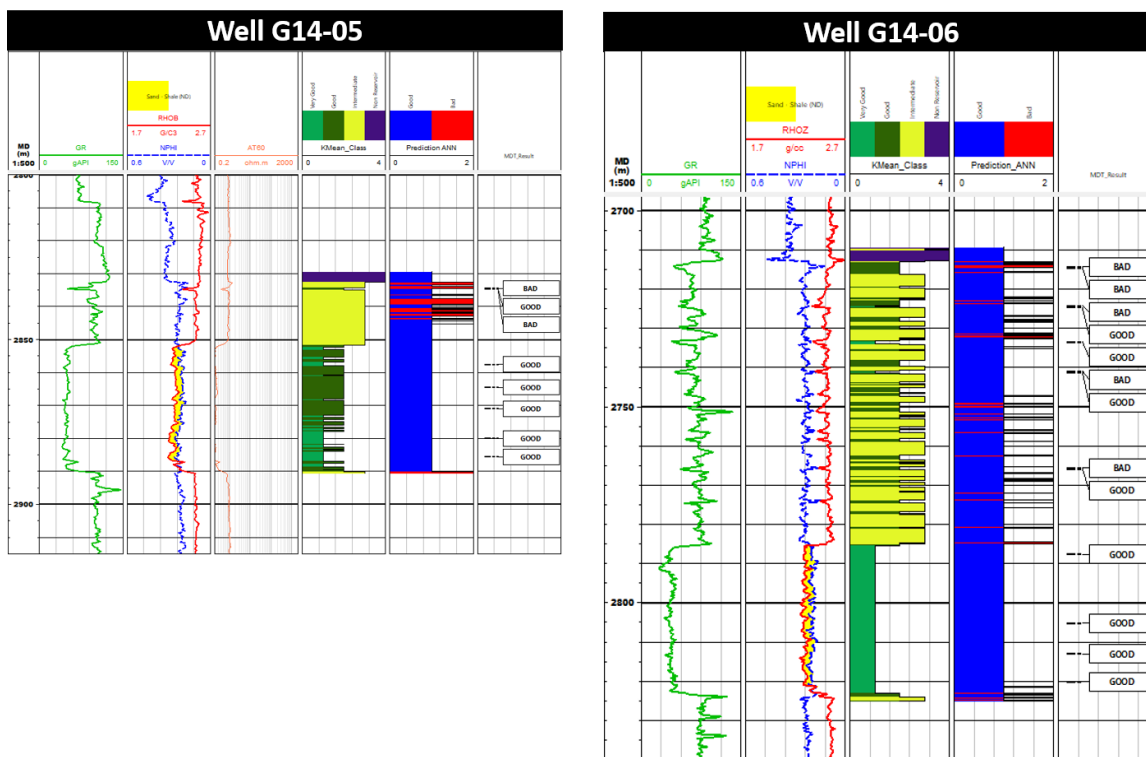 Well G14-05
Sand - Shale (ND)
RHOB
1.7 G/C3 2.7
MD
(m)
1:500
GR
0 gAPI 150
NPHI
0.6 V/V 0
AT60
0.2 ohm.m 2000
Very Good
Good
Intermediate
Non Reservoir
KMean_Class
0 4
Good
Bad
Prediction ANN
0 2
MDT_Result
2800
2850
2900
BAD
GOOD
BAD
GOOD
GOOD
GOOD
GOOD
GOOD
Well G14-06
Sand - Shale (ND)
RHOZ
1.7 g/cc 2.7
MD
(m)
1:500
GR
0 gAPI 150
NPHI
0.6 V/V 0
Very Good
Good
Intermediate
Non Reservoir
KMean_Class
0 4
Good
Bad
Prediction_ANN
0 2
MDT_Result
2700
2750
2800
BAD
BAD
BAD
GOOD
GOOD
BAD
GOOD
BAD
GOOD
GOOD
GOOD
GOOD
GOOD